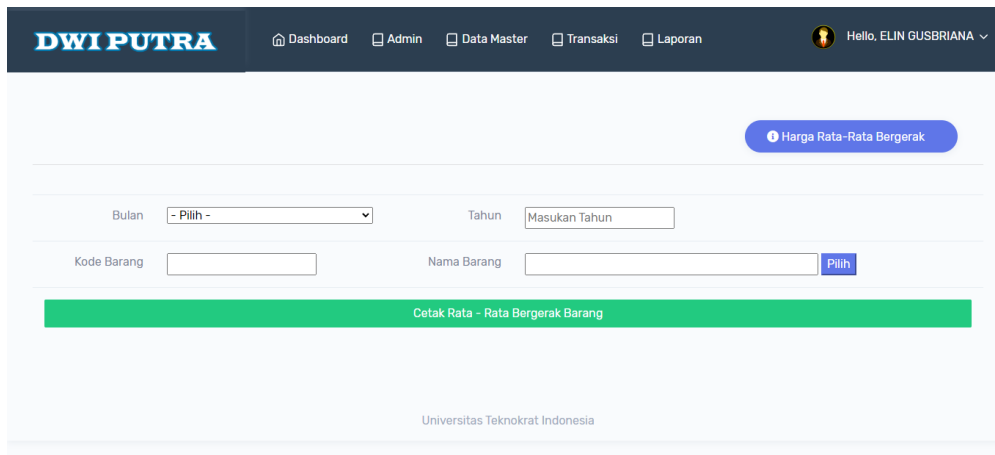 DWI PUTRA Dashboard Admin Data Master Transaksi Laporan Hello, ELIN GUSBRIANA
Harga Rata-Rata Bergerak
Bulan - Pilih - Tahun Masukan Tahun
Kode Barang Nama Barang Pilih
Cetak Rata - Rata Bergerak Barang
Universitas Teknokrat Indonesia